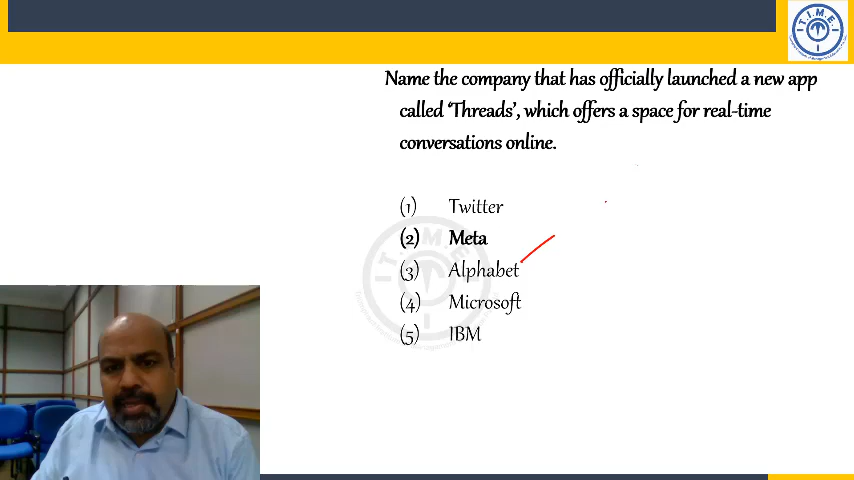 T.I.M.E.
Name the company that has officially launched a new app
called ‘Threads’, which offers a space for real-time
conversations online.
(1) Twitter
(2) Meta
(3) Alphabet
(4) Microsoft
(5) IBM
T.I.M.E.